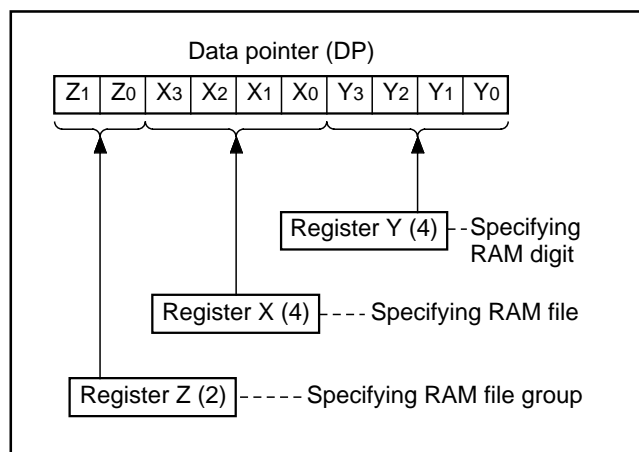 Data pointer (DP)
Z1 Z0 X3 X2 X1 X0 Y3 Y2 Y1 Y0
Register Y (4)
Specifying
RAM digit
Register X (4)
Specifying RAM file
Register Z (2)
Specifying RAM file group